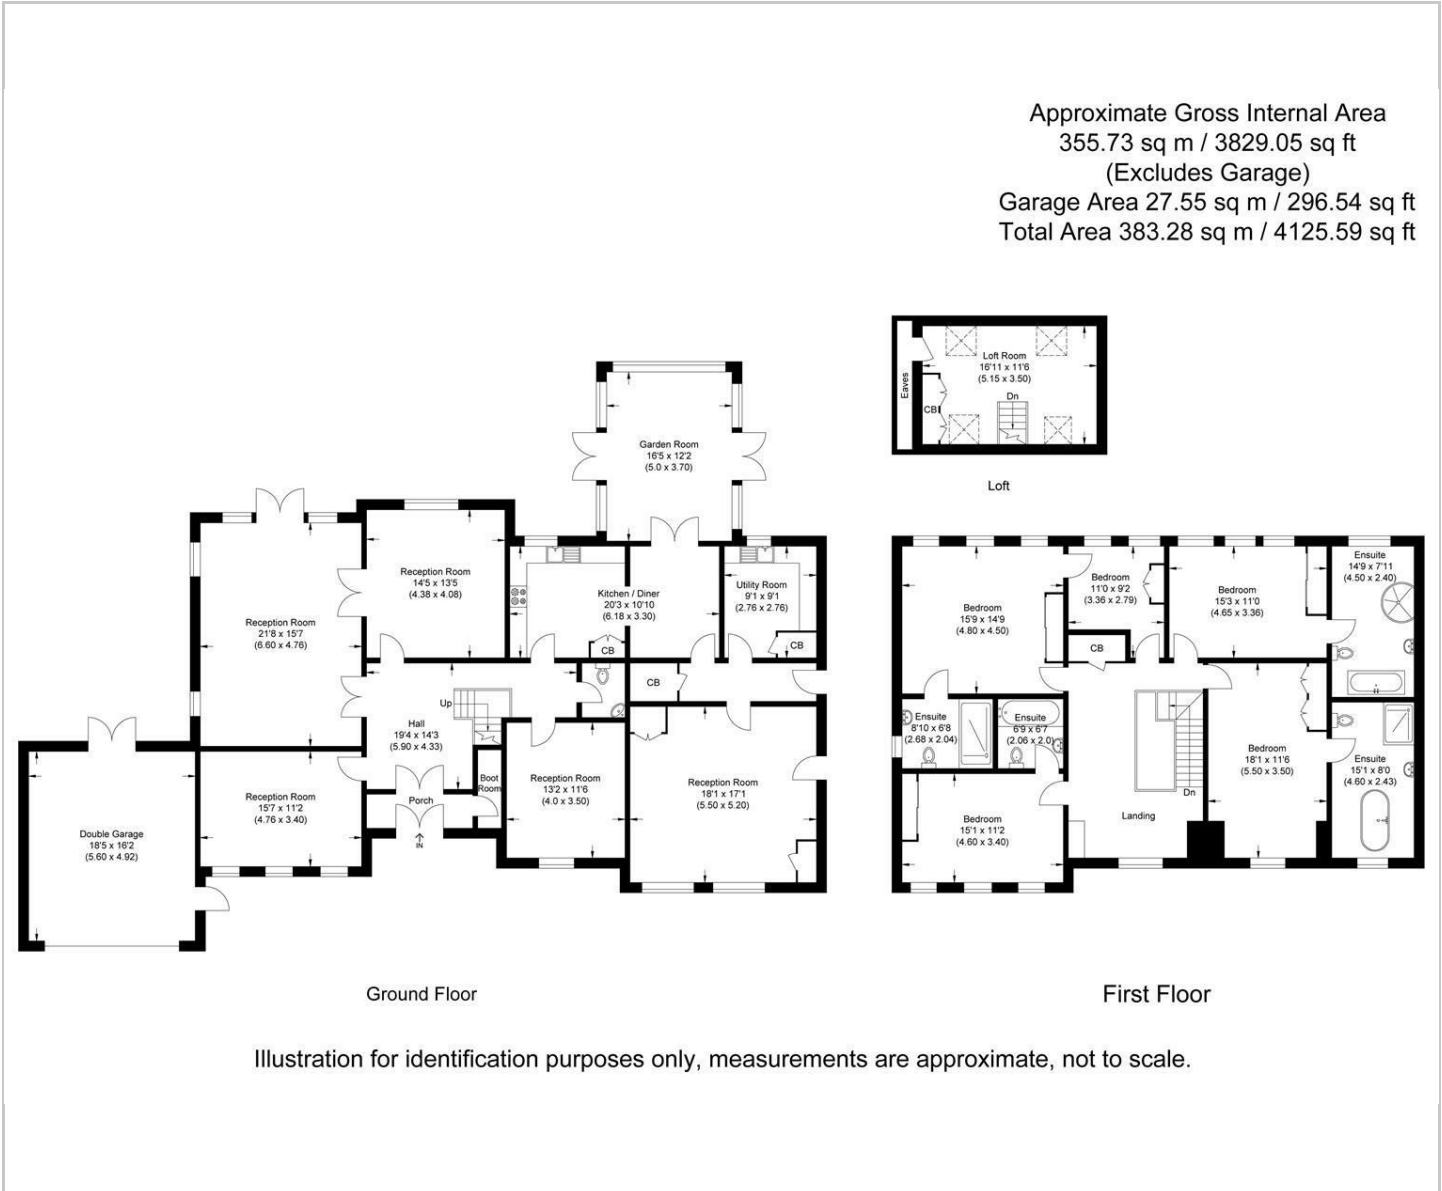 Approximate Gross Internal Area
355.73 sq m / 3829.05 sq ft
(Excludes Garage)
Garage Area 27.55 sq m / 296.54 sq ft
Total Area 383.28 sq m / 4125.59 sq ft
Eaves
Loft Room
16'11 x 11'6
(5.15 x 3.50)
CB
Dn
Loft
Garden Room
16'5 x 12'2
(5.0 x 3.70)
Reception Room
14'5 x 13'5
(4.38 x 4.08)
Kitchen / Diner
20'3 x 10'10
(6.18 x 3.30)
CB
Utility Room
9'1 x 9'1
(2.76 x 2.76)
CB
Reception Room
21'8 x 15'7
(6.60 x 4.76)
CB
Up
Hall
19'4 x 14'3
(5.90 x 4.33)
Boot
Room
Reception Room
13'2 x 11'6
(4.0 x 3.50)
Reception Room
18'1 x 17'1
(5.50 x 5.20)
Reception Room
15'7 x 11'2
(4.76 x 3.40)
Porch
IN
Double Garage
18'5 x 16'2
(5.60 x 4.92)
Ground Floor
Bedroom
15'9 x 14'9
(4.80 x 4.50)
Bedroom
11'0 x 9'2
(3.36 x 2.79)
Bedroom
15'3 x 11'0
(4.65 x 3.36)
Ensuite
14'9 x 7'11
(4.50 x 2.40)
CB
Ensuite
8'10 x 6'8
(2.68 x 2.04)
Ensuite
6'9 x 6'7
(2.06 x 2.0)
Bedroom
18'1 x 11'6
(5.50 x 3.50)
Ensuite
15'1 x 8'0
(4.60 x 2.43)
Dn
Landing
Bedroom
15'1 x 11'2
(4.60 x 3.40)
First Floor
Illustration for identification purposes only, measurements are approximate, not to scale.